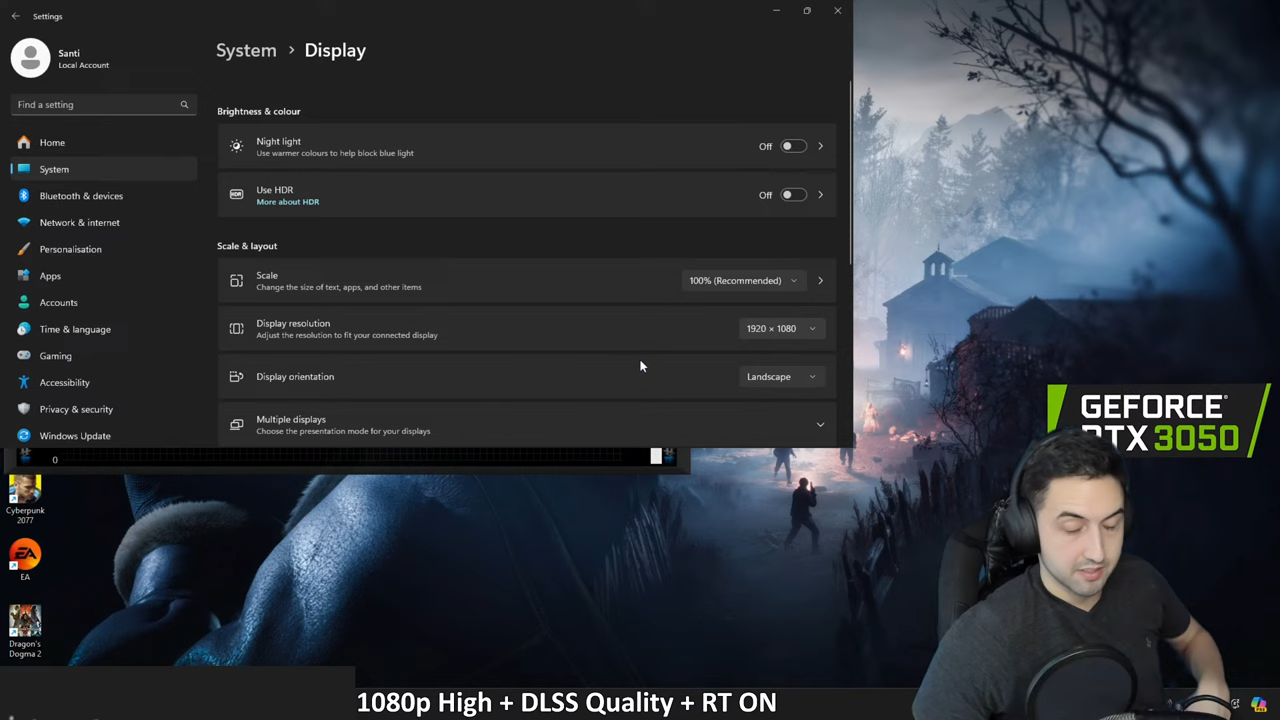 Settings
Santi
Local Account
Find a setting
Home
System
Bluetooth & devices
Network & internet
Personalisation
Apps
Accounts
Time & language
Gaming
Accessibility
Privacy & security
Windows Update
System > Display
Brightness & colour
Night light
Use warmer colours to help block blue light
Off
Use HDR
More about HDR
Off
Scale & layout
Scale
Change the size of text, apps, and other items
100% (Recommended)
Display resolution
Adjust the resolution to fit your connected display
1920 × 1080
Display orientation
Landscape
Multiple displays
Choose the presentation mode for your displays
0
Cyberpunk
2077
EA
EA
Dragon's
Dogma 2
GEFORCE
RTX 3050
1080p High + DLSS Quality + RT ON